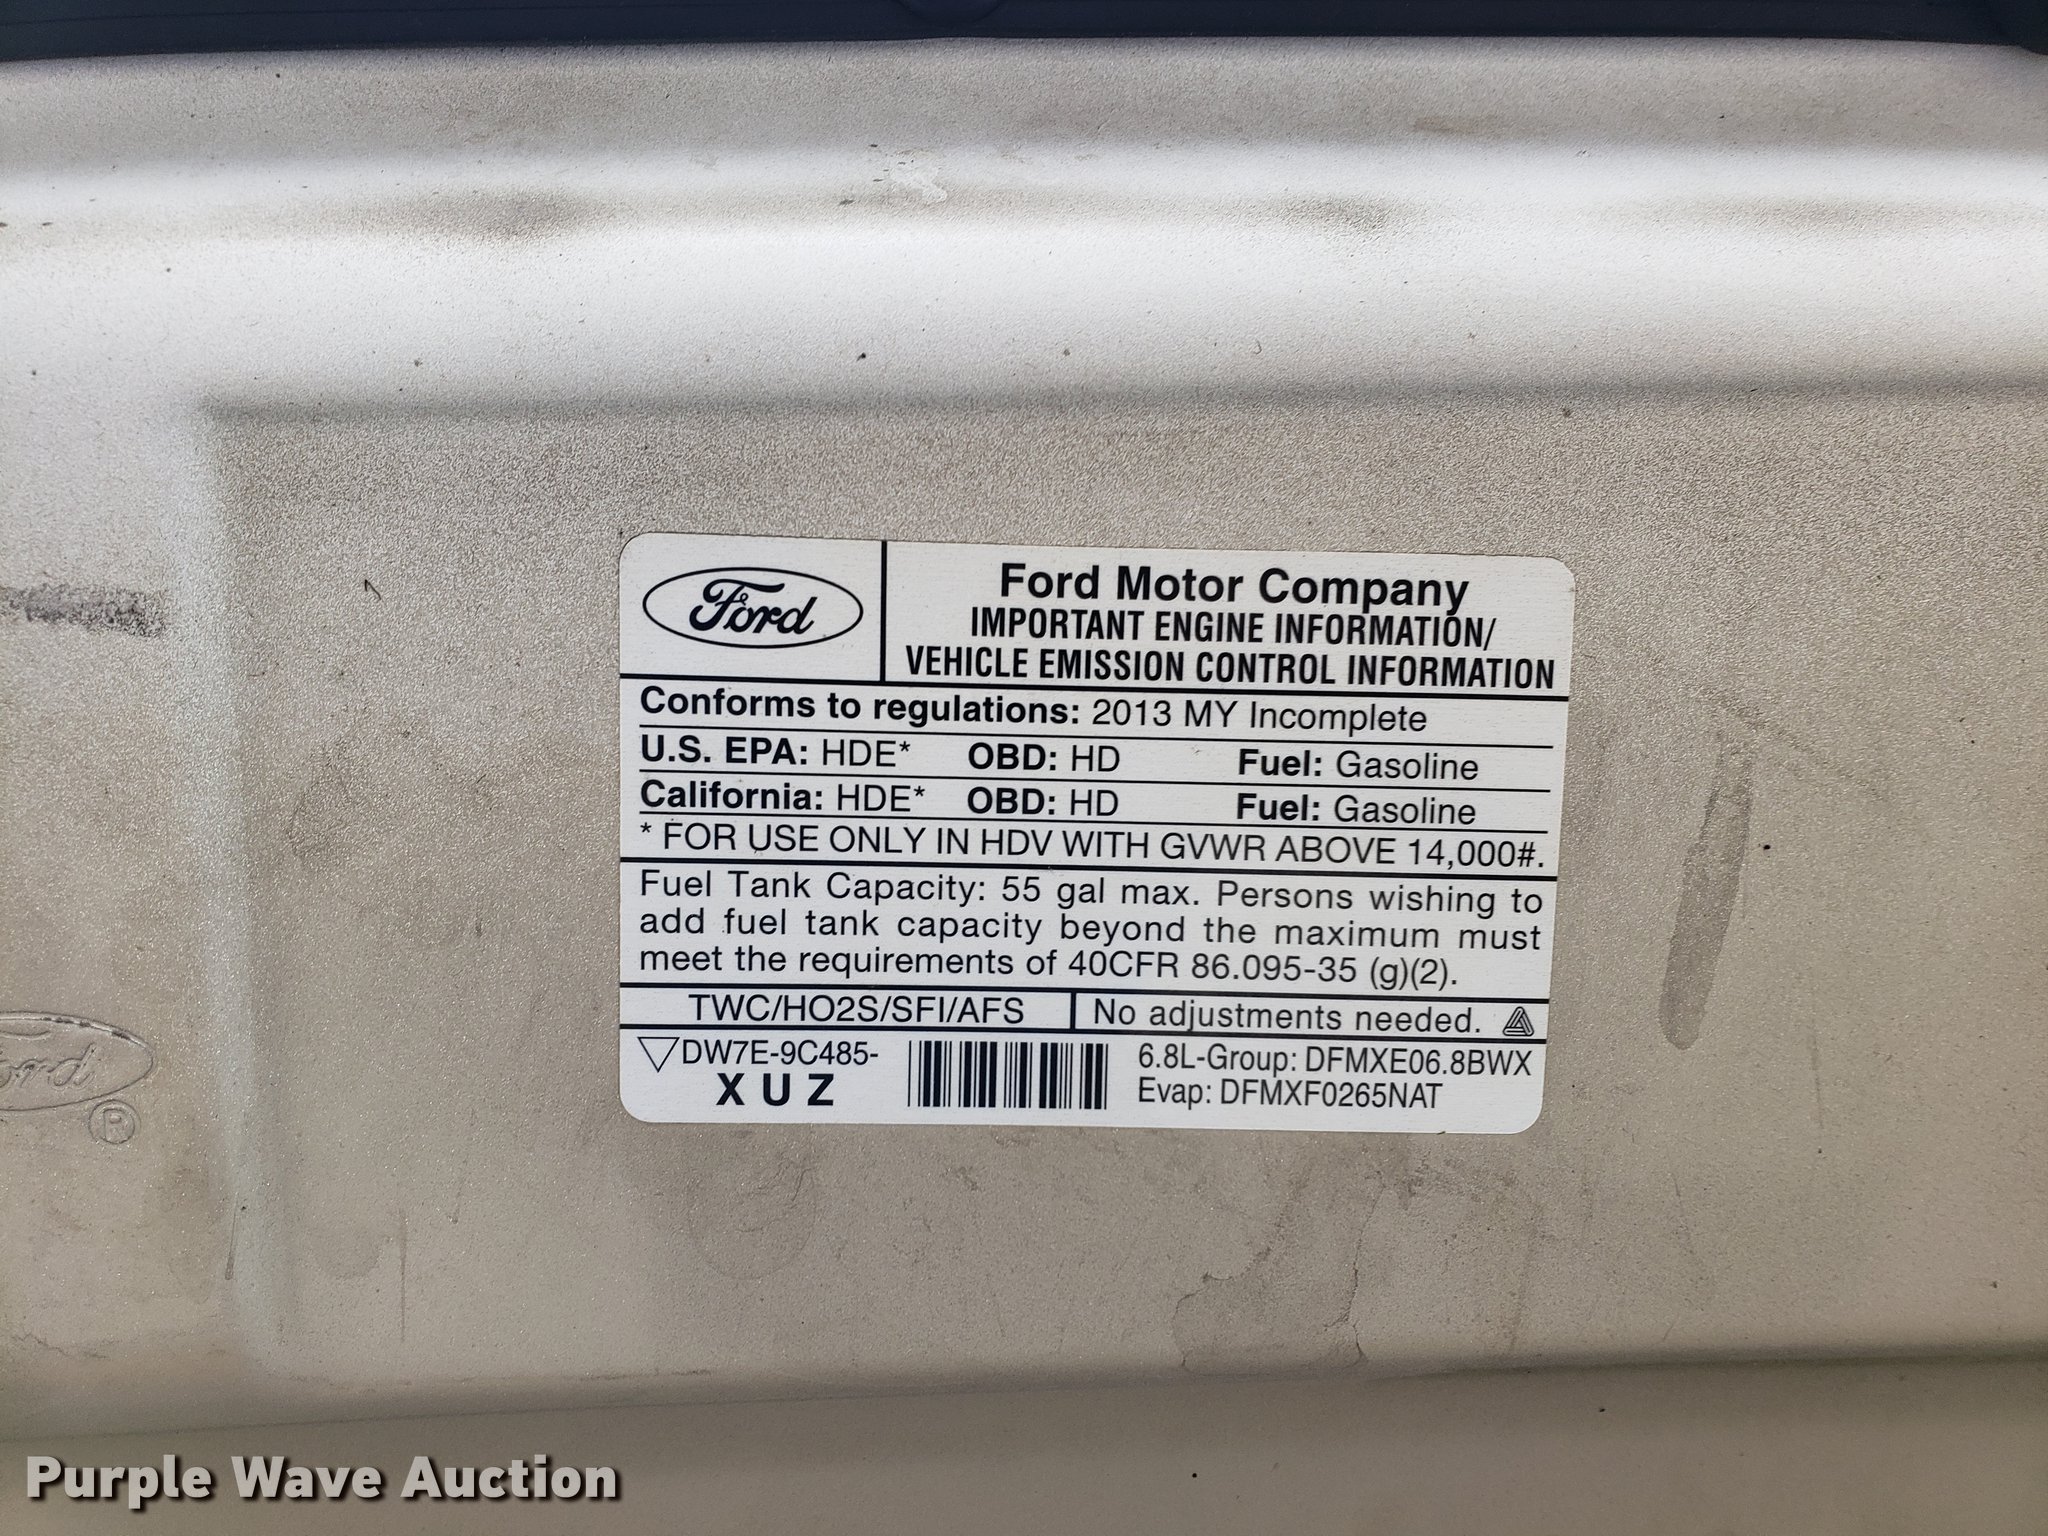 Ford
Ford Motor Company
IMPORTANT ENGINE INFORMATION/
VEHICLE EMISSION CONTROL INFORMATION
Conforms to regulations: 2013 MY Incomplete
U.S. EPA: HDE* OBD: HD Fuel: Gasoline
California: HDE* OBD: HD Fuel: Gasoline
* FOR USE ONLY IN HDV WITH GVWR ABOVE 14,000#.
Fuel Tank Capacity: 55 gal max. Persons wishing to
add fuel tank capacity beyond the maximum must
meet the requirements of 40CFR 86.095-35 (g)(2).
TWC/HO2S/SFI/AFS No adjustments needed.
DW7E-9C485-
X U Z
6.8L-Group: DFMXE06.8BWX
Evap: DFMXF0265NAT
Ford
®
Purple Wave Auction